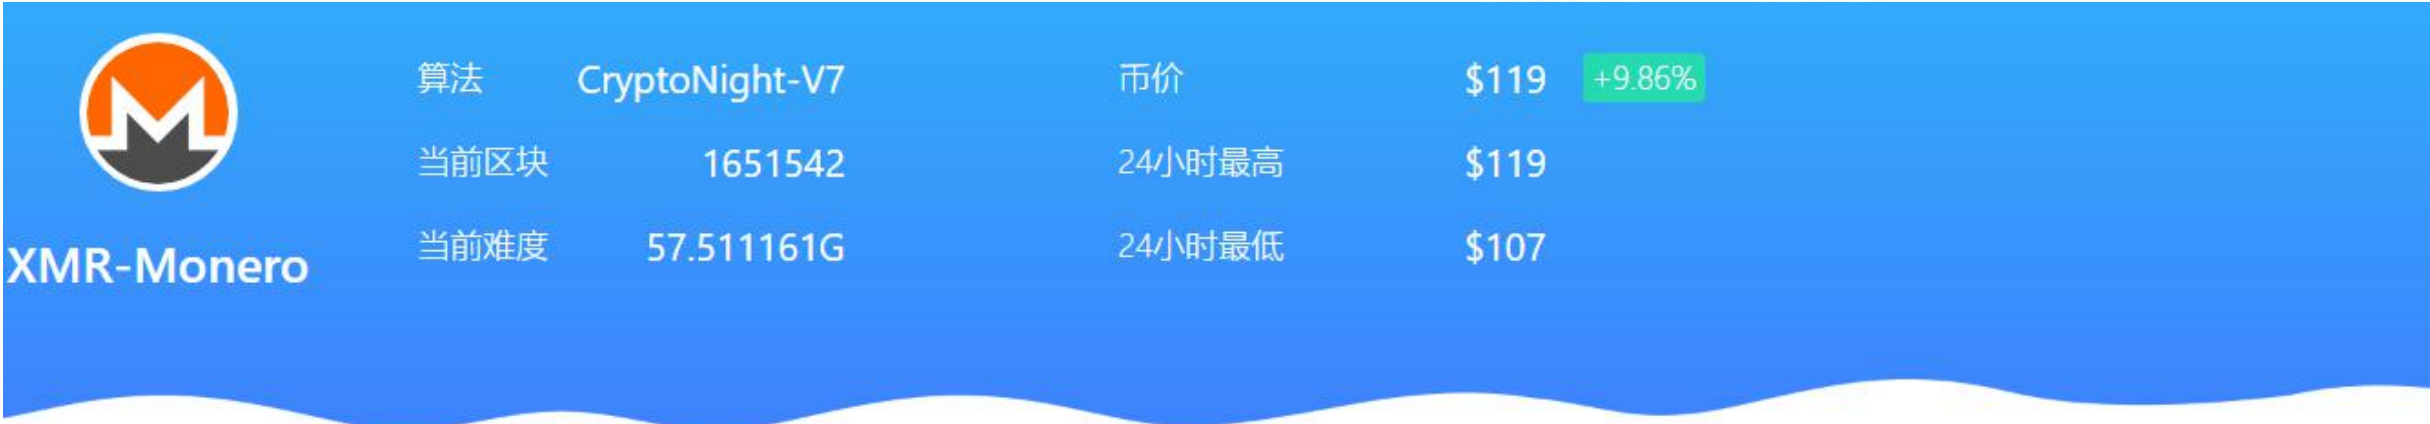 算法 CryptoNight-V7 币价 $119 +9.86%
当前区块 1651542 24小时最高 $119
当前难度 57.511161G 24小时最低 $107
XMR-Monero